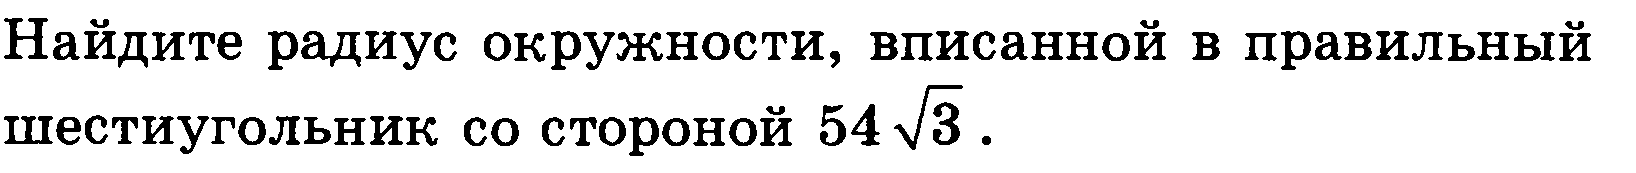 Найдите радиус окружности, вписанной в правильный
шестиугольник со стороной 54√3.